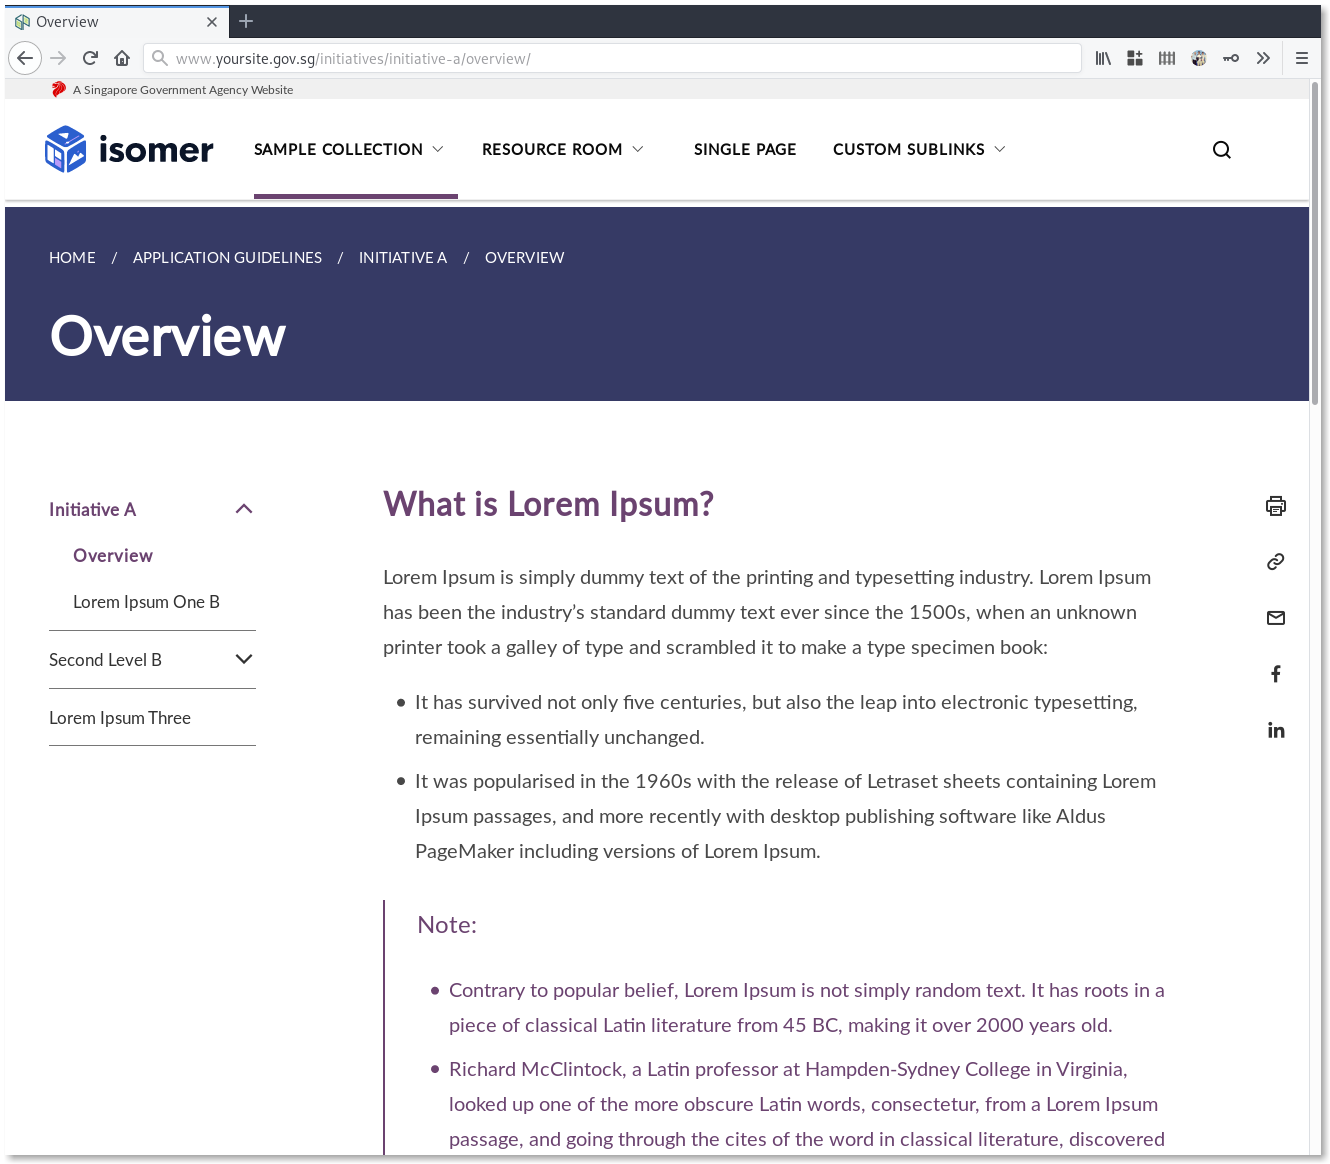 Overview
www.yoursite.gov.sg/initiatives/initiative-a/overview/
A Singapore Government Agency Website
isomer SAMPLE COLLECTION RESOURCE ROOM SINGLE PAGE CUSTOM SUBLINKS
HOME / APPLICATION GUIDELINES / INITIATIVE A / OVERVIEW
Overview
Initiative A
Overview
Lorem Ipsum One B
Second Level B
Lorem Ipsum Three
What is Lorem Ipsum?
Lorem Ipsum is simply dummy text of the printing and typesetting industry. Lorem Ipsum
has been the industry’s standard dummy text ever since the 1500s, when an unknown
printer took a galley of type and scrambled it to make a type specimen book:
• It has survived not only five centuries, but also the leap into electronic typesetting,
remaining essentially unchanged.
• It was popularised in the 1960s with the release of Letraset sheets containing Lorem
Ipsum passages, and more recently with desktop publishing software like Aldus
PageMaker including versions of Lorem Ipsum.
Note:
• Contrary to popular belief, Lorem Ipsum is not simply random text. It has roots in a
piece of classical Latin literature from 45 BC, making it over 2000 years old.
• Richard McClintock, a Latin professor at Hampden-Sydney College in Virginia,
looked up one of the more obscure Latin words, consectetur, from a Lorem Ipsum
passage, and going through the cites of the word in classical literature, discovered